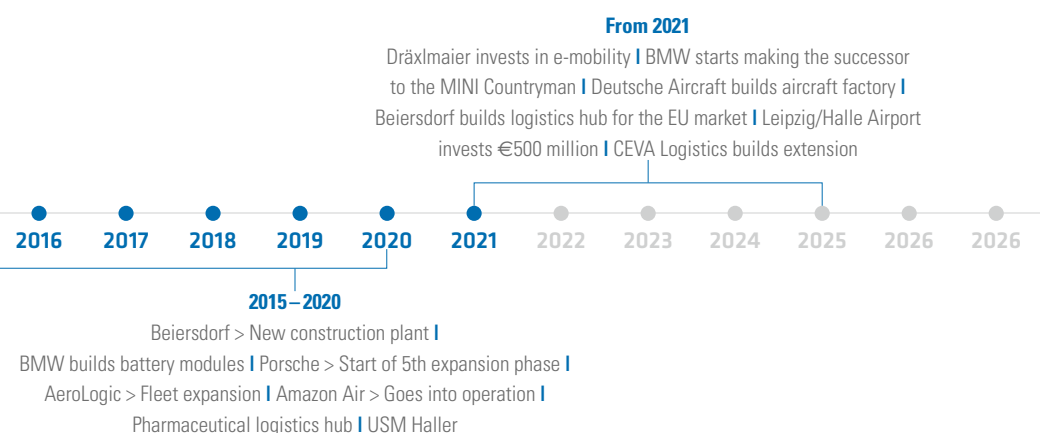 From 2021
Dräxlmaier invests in e-mobility I BMW starts making the successor
to the MINI Countryman I Deutsche Aircraft builds aircraft factory I
Beiersdorf builds logistics hub for the EU market I Leipzig/Halle Airport
invests €500 million I CEVA Logistics builds extension
2016 2017 2018 2019 2020 2021 2022 2023 2024 2025 2026 2026
2015–2020
Beiersdorf > New construction plant I
BMW builds battery modules I Porsche > Start of 5th expansion phase I
AeroLogic > Fleet expansion I Amazon Air > Goes into operation I
Pharmaceutical logistics hub I USM Haller